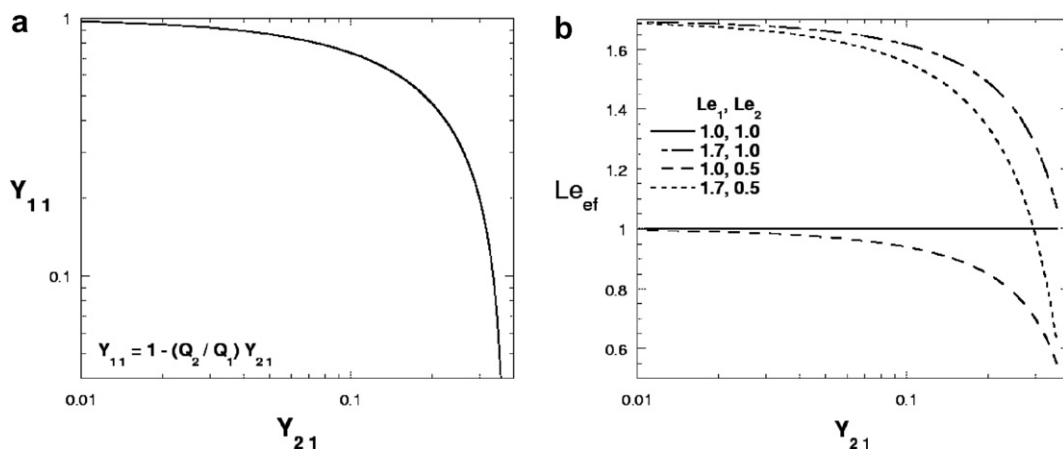 a
1
0.1
Y11
Y11 = 1 - (Q2 / Q1) Y21
0.01
0.1
Y21
b
1.6
1.4
1.2
1
0.8
0.6
Leef
Le1, Le2
1.0, 1.0
1.7, 1.0
1.0, 0.5
1.7, 0.5
0.01
0.1
Y21